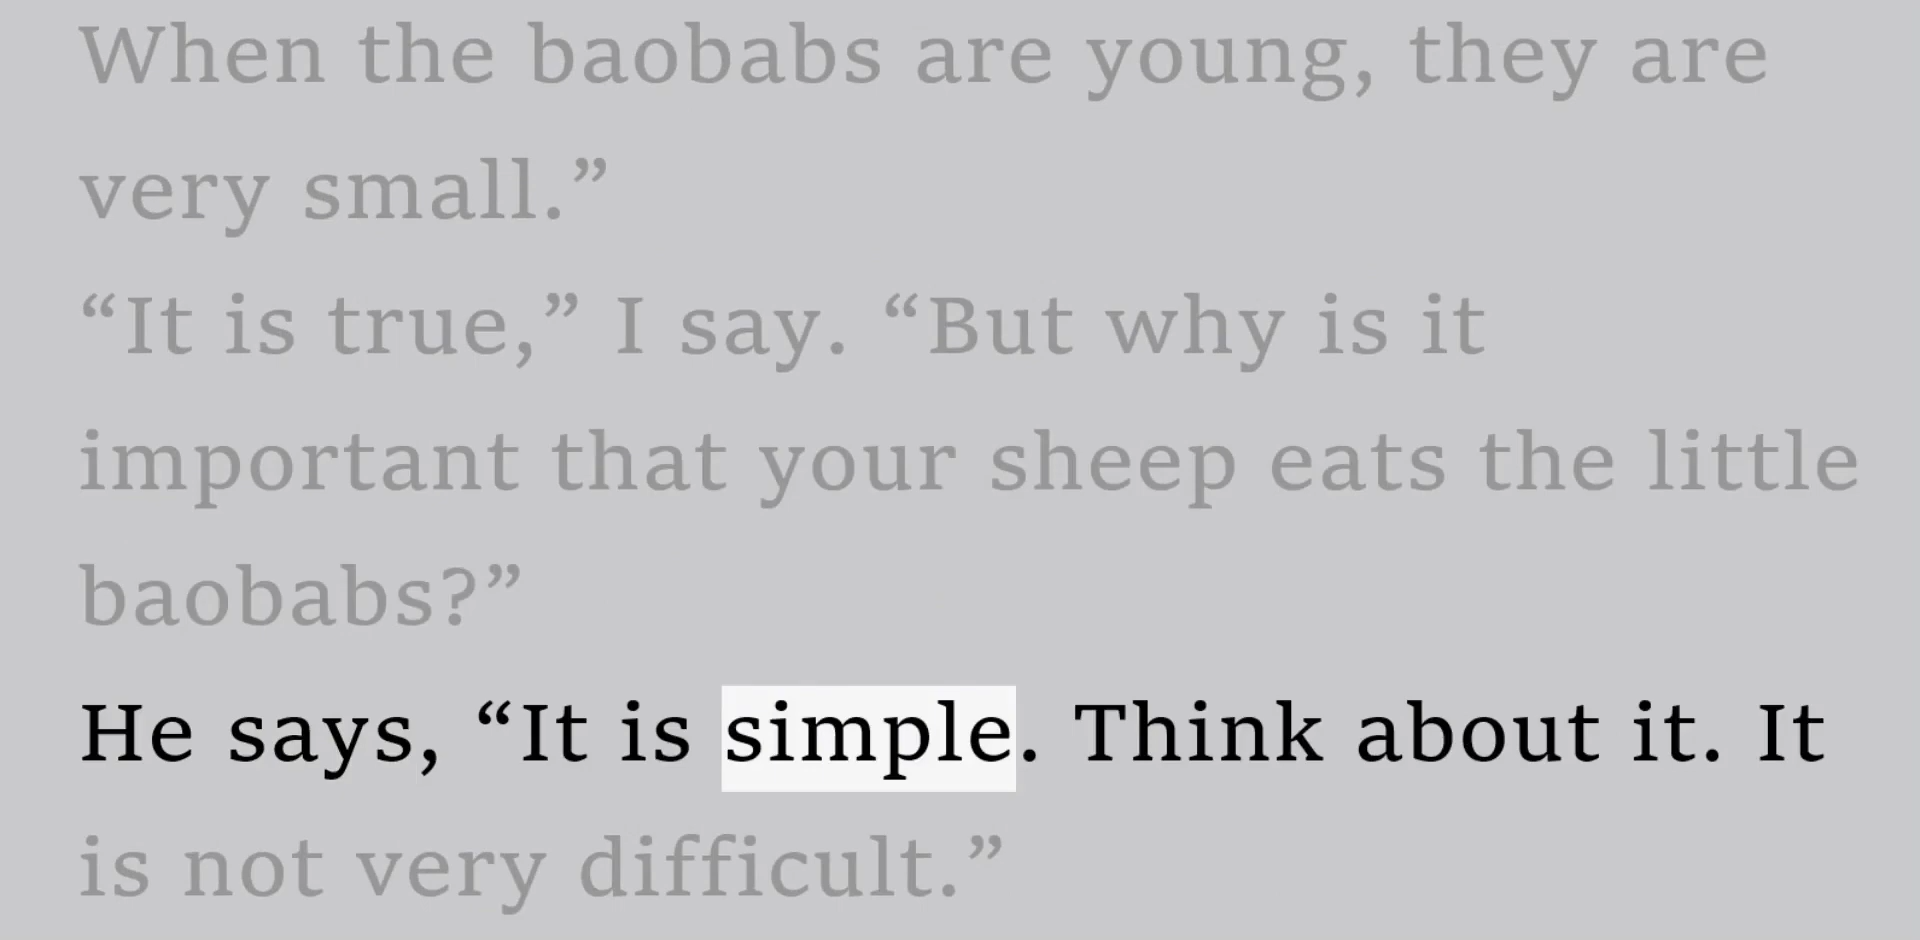 When the baobabs are young, they are
very small.”
“It is true,” I say. “But why is it
important that your sheep eats the little
baobabs?”
He says, “It is simple. Think about it. It
is not very difficult.”